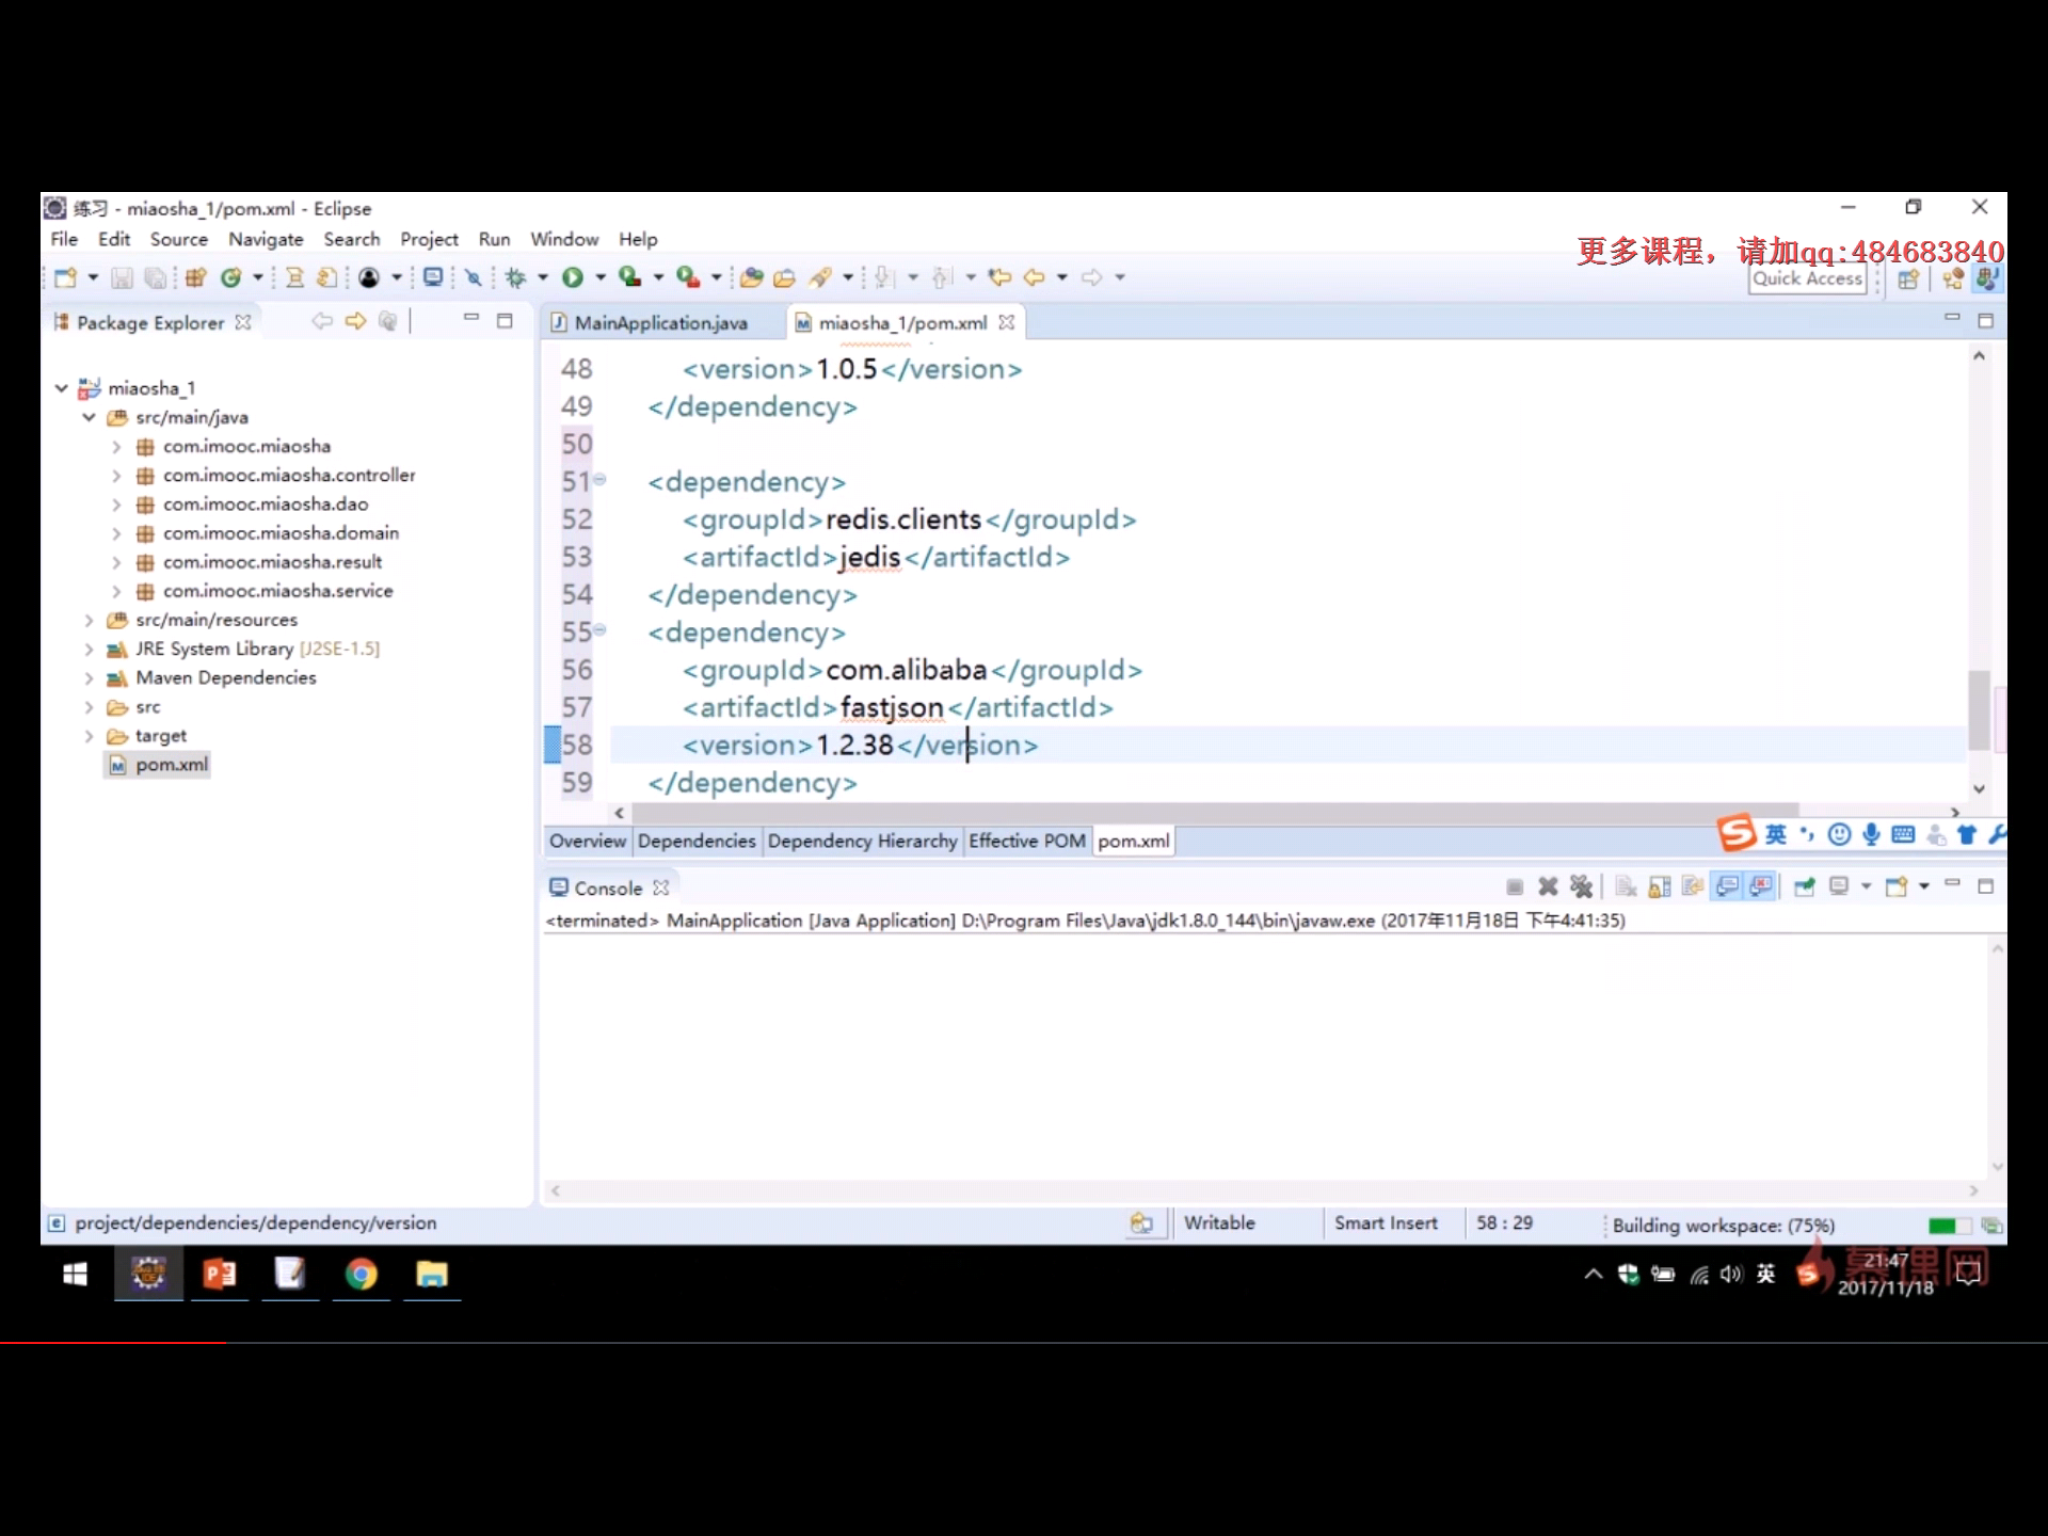 练习 - miaosha_1/pom.xml - Eclipse
File Edit Source Navigate Search Project Run Window Help
更多课程，请加qq:484683840
Quick Access
Package Explorer
MainApplication.java
miaosha_1/pom.xml
miaosha_1
src/main/java
com.imooc.miaosha
com.imooc.miaosha.controller
com.imooc.miaosha.dao
com.imooc.miaosha.domain
com.imooc.miaosha.result
com.imooc.miaosha.service
src/main/resources
JRE System Library [J2SE-1.5]
Maven Dependencies
src
target
pom.xml
48 <version>1.0.5</version>
49 </dependency>
50
51 <dependency>
52 <groupId>redis.clients</groupId>
53 <artifactId>jedis</artifactId>
54 </dependency>
55 <dependency>
56 <groupId>com.alibaba</groupId>
57 <artifactId>fastjson</artifactId>
58 <version>1.2.38</version>
59 </dependency>
Overview Dependencies Dependency Hierarchy Effective POM pom.xml
英
Console
<terminated> MainApplication [Java Application] D:\Program Files\Java\jdk1.8.0_144\bin\javaw.exe (2017年11月18日 下午4:41:35)
project/dependencies/dependency/version
Writable
Smart Insert
58 : 29
Building workspace: (75%)
英
慕课网
21:47
2017/11/18